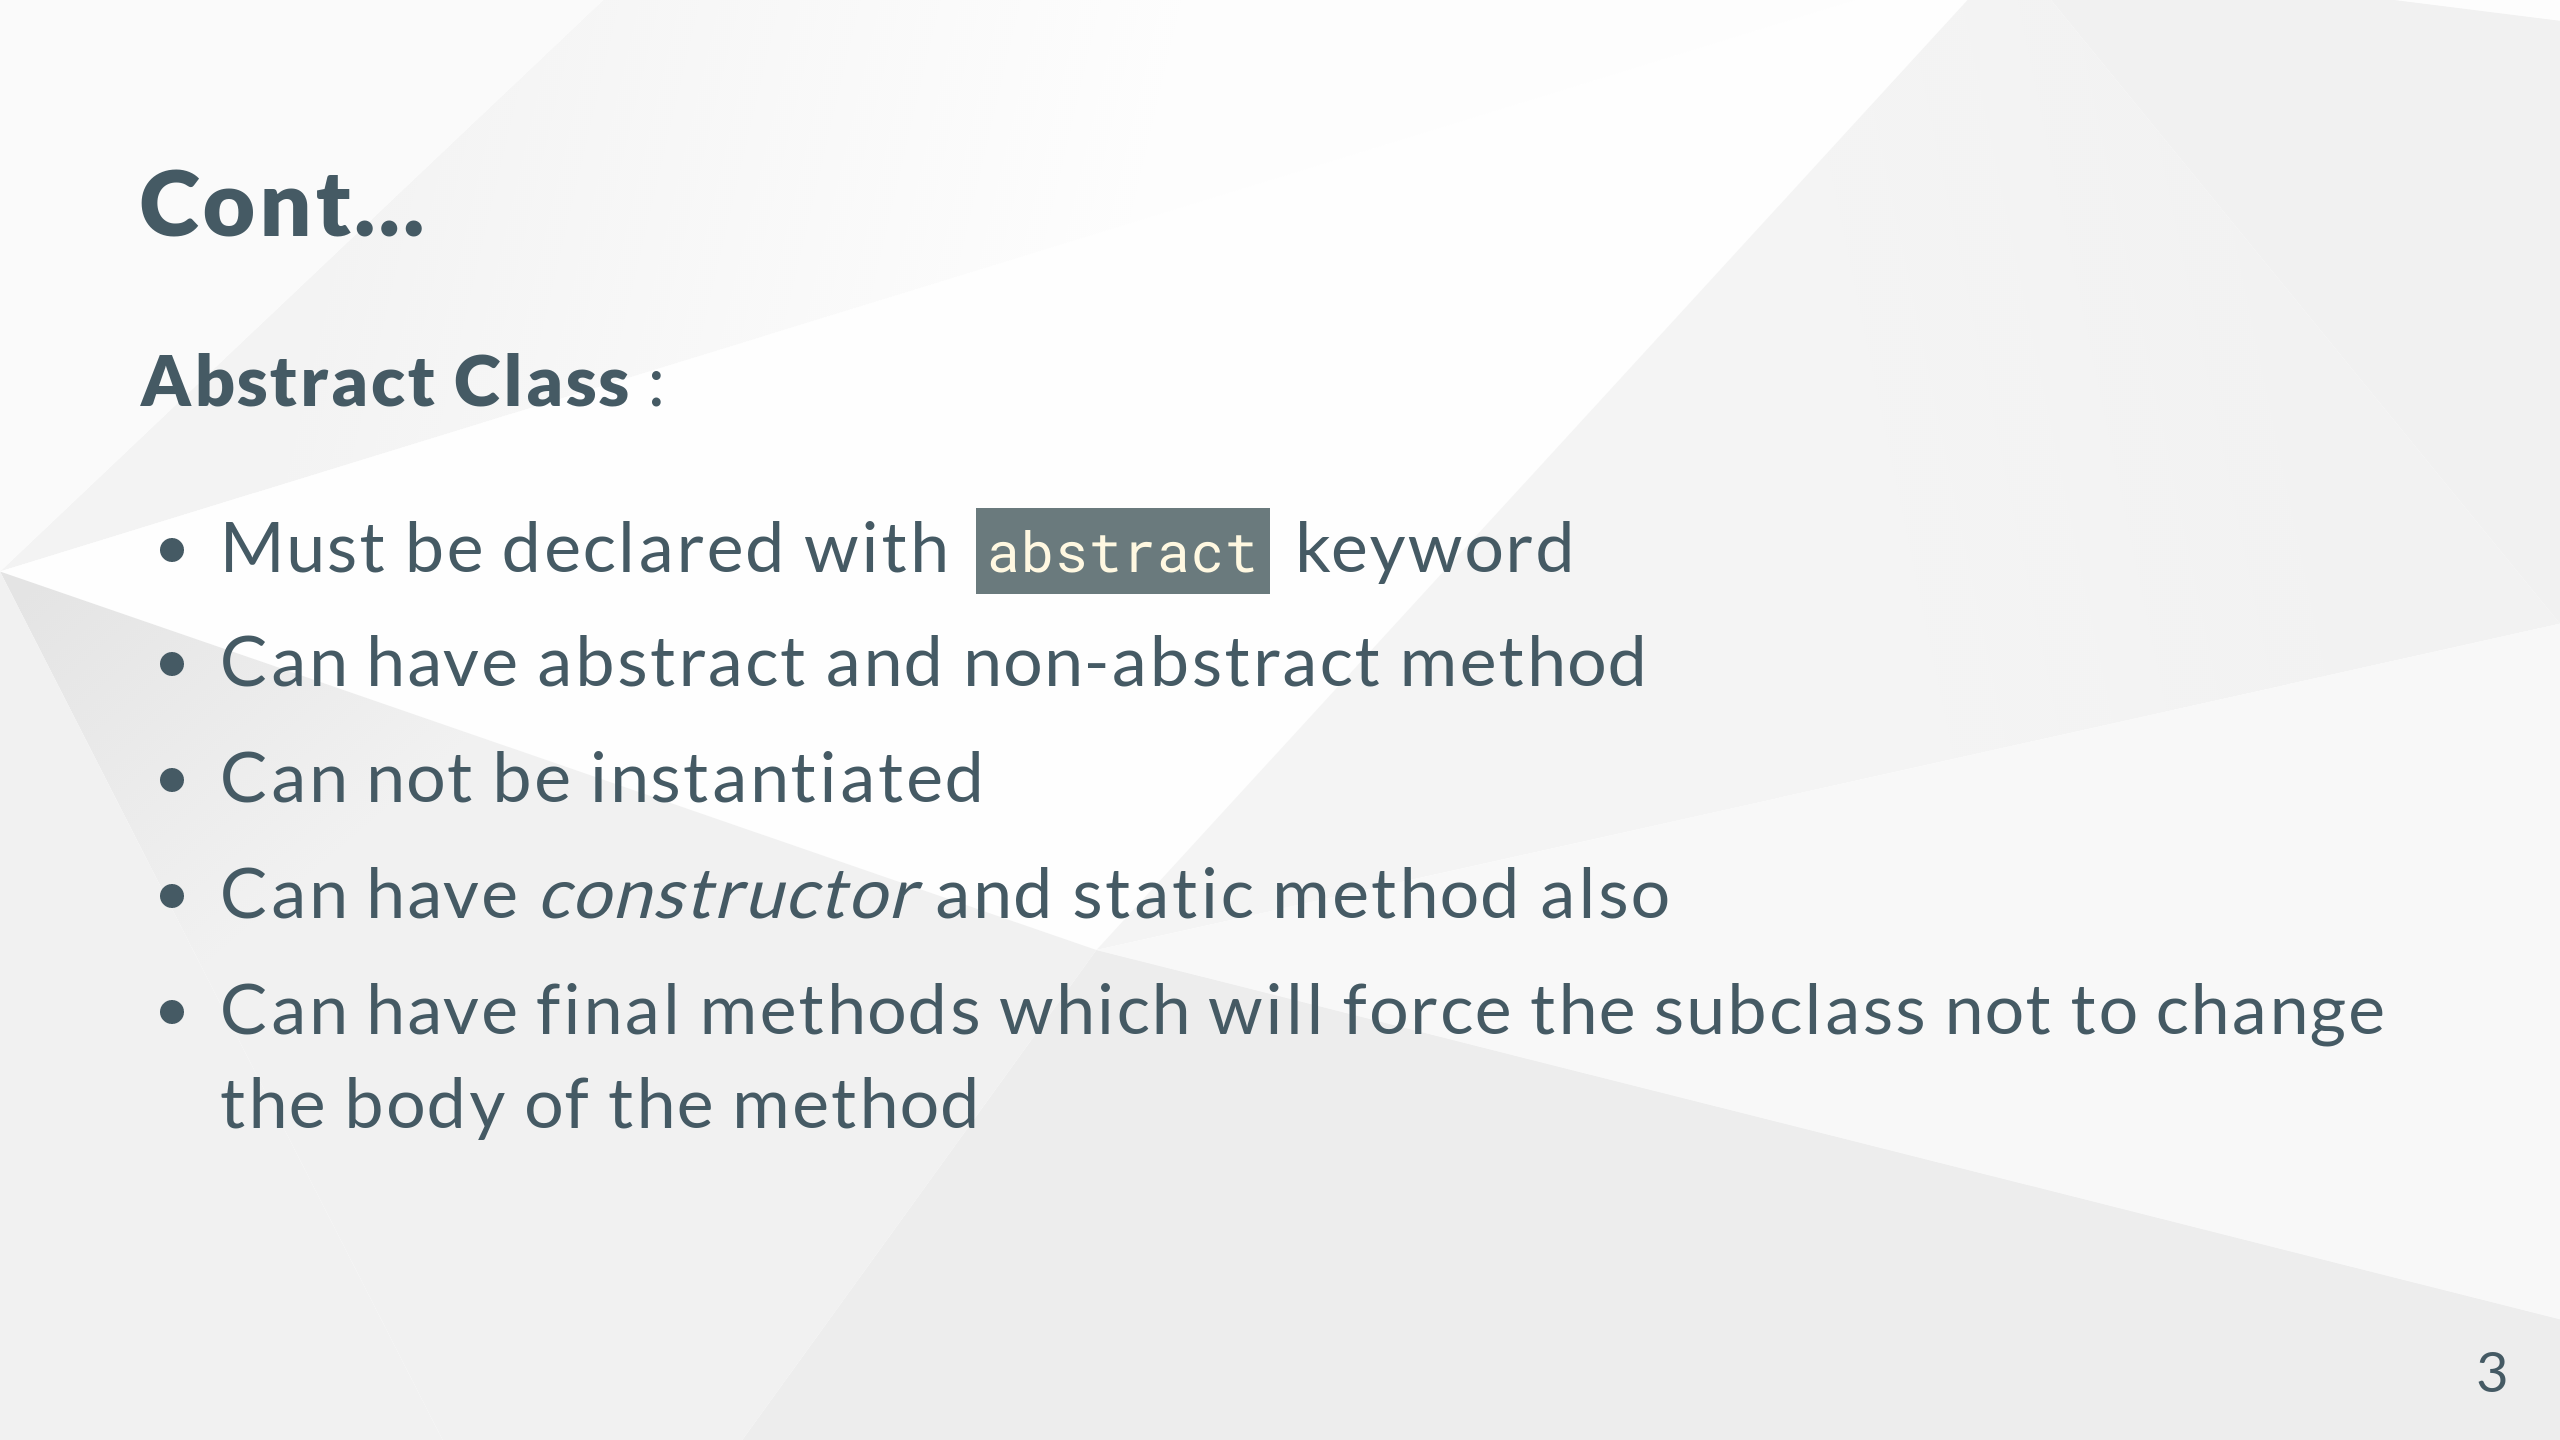 Cont...
Abstract Class :
• Must be declared with abstract keyword
• Can have abstract and non-abstract method
• Can not be instantiated
• Can have constructor and static method also
• Can have final methods which will force the subclass not to change
the body of the method
3